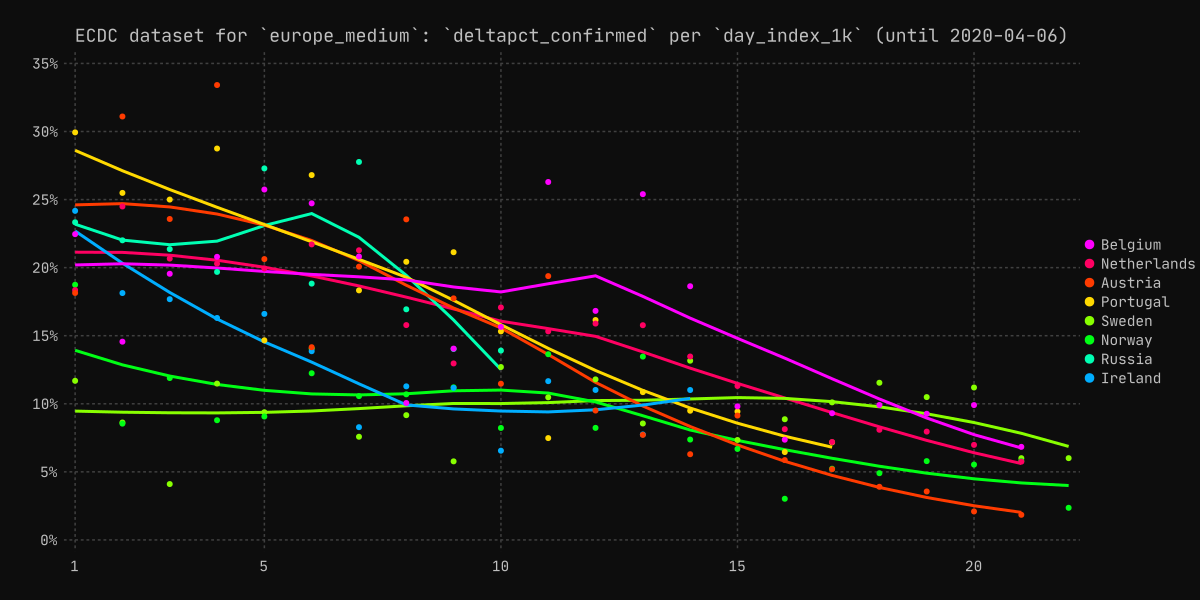 ECDC dataset for `europe_medium`: `deltapct_confirmed` per `day_index_1k` (until 2020-04-06)
35%
30%
25%
20%
15%
10%
5%
0%
1 5 10 15 20
Belgium
Netherlands
Austria
Portugal
Sweden
Norway
Russia
Ireland